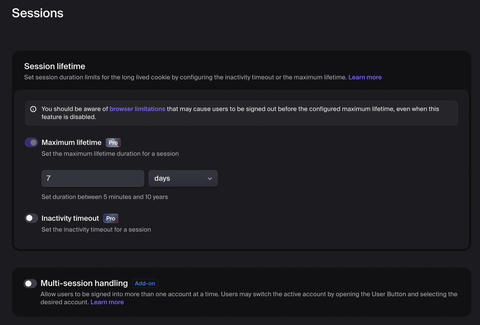 Sessions
Session lifetime
Set session duration limits for the long lived cookie by configuring the inactivity timeout or the maximum lifetime. Learn more
You should be aware of browser limitations that may cause users to be signed out before the configured maximum lifetime, even when this
feature is disabled.
Maximum lifetime Pro
Set the maximum lifetime duration for a session
7 days
Set duration between 5 minutes and 10 years
Inactivity timeout Pro
Set the inactivity timeout for a session
Multi-session handling Add-on
Allow users to be signed into more than one account at a time. Users may switch the active account by opening the User Button and selecting the
desired account. Learn more